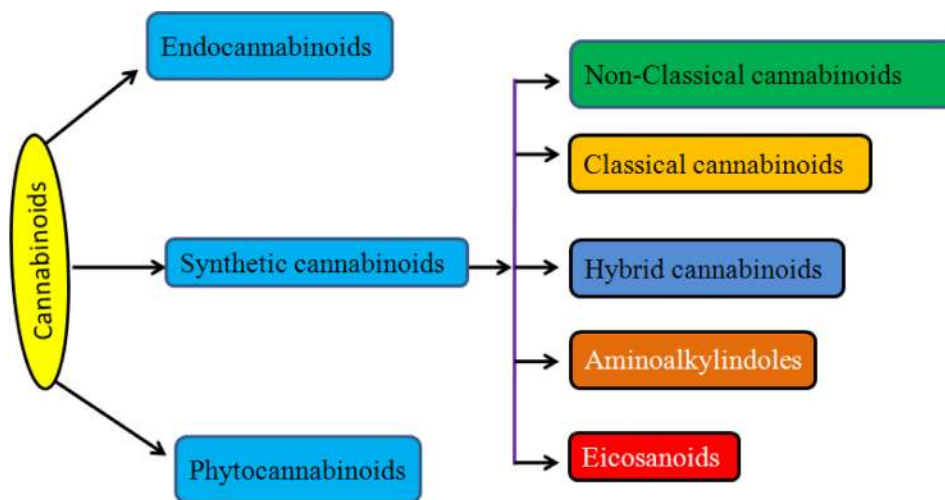 Endocannabinoids
Non-Classical cannabinoids
Classical cannabinoids
Cannabinoids
Synthetic cannabinoids
Hybrid cannabinoids
Aminoalkylindoles
Phytocannabinoids
Eicosanoids